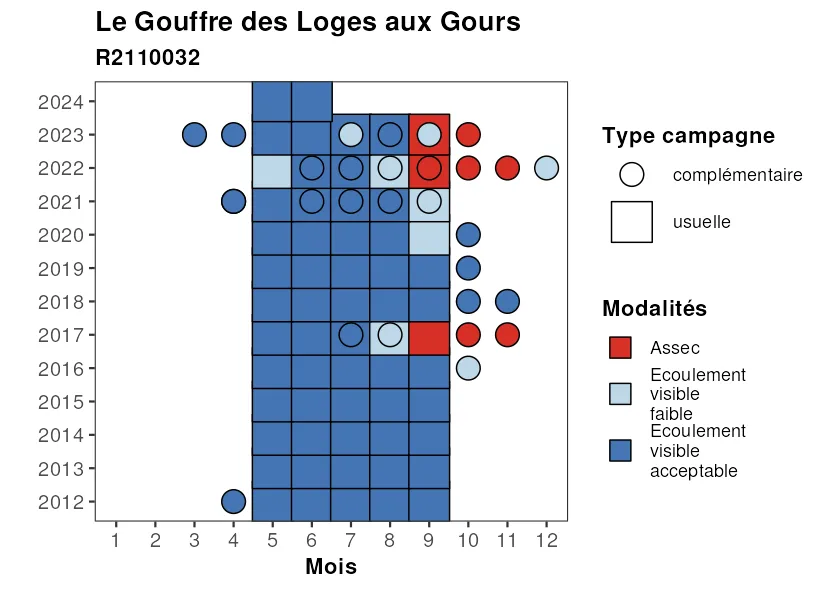 Le Gouffre des Loges aux Gours
R2110032
2024
2023
2022
2021
2020
2019
2018
2017
2016
2015
2014
2013
2012
1 2 3 4 5 6 7 8 9 10 11 12
Mois
Type campagne
complémentaire
usuelle
Modalités
Assec
Ecoulement
visible
faible
Ecoulement
visible
acceptable